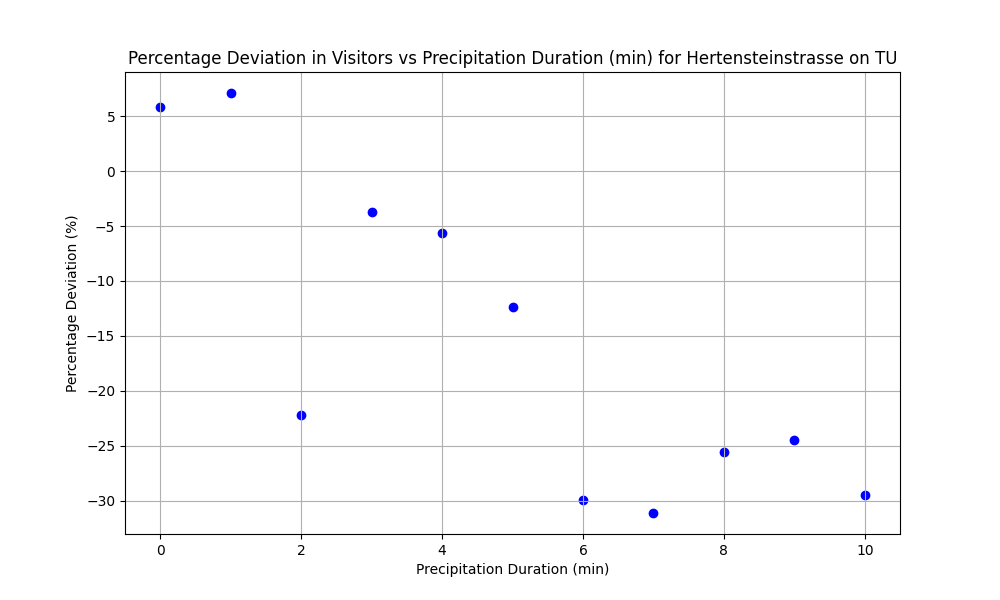 Percentage Deviation in Visitors vs Precipitation Duration (min) for Hertensteinstrasse on TU
Percentage Deviation (%)
5
0
−5
−10
−15
−20
−25
−30
0 2 4 6 8 10
Precipitation Duration (min)